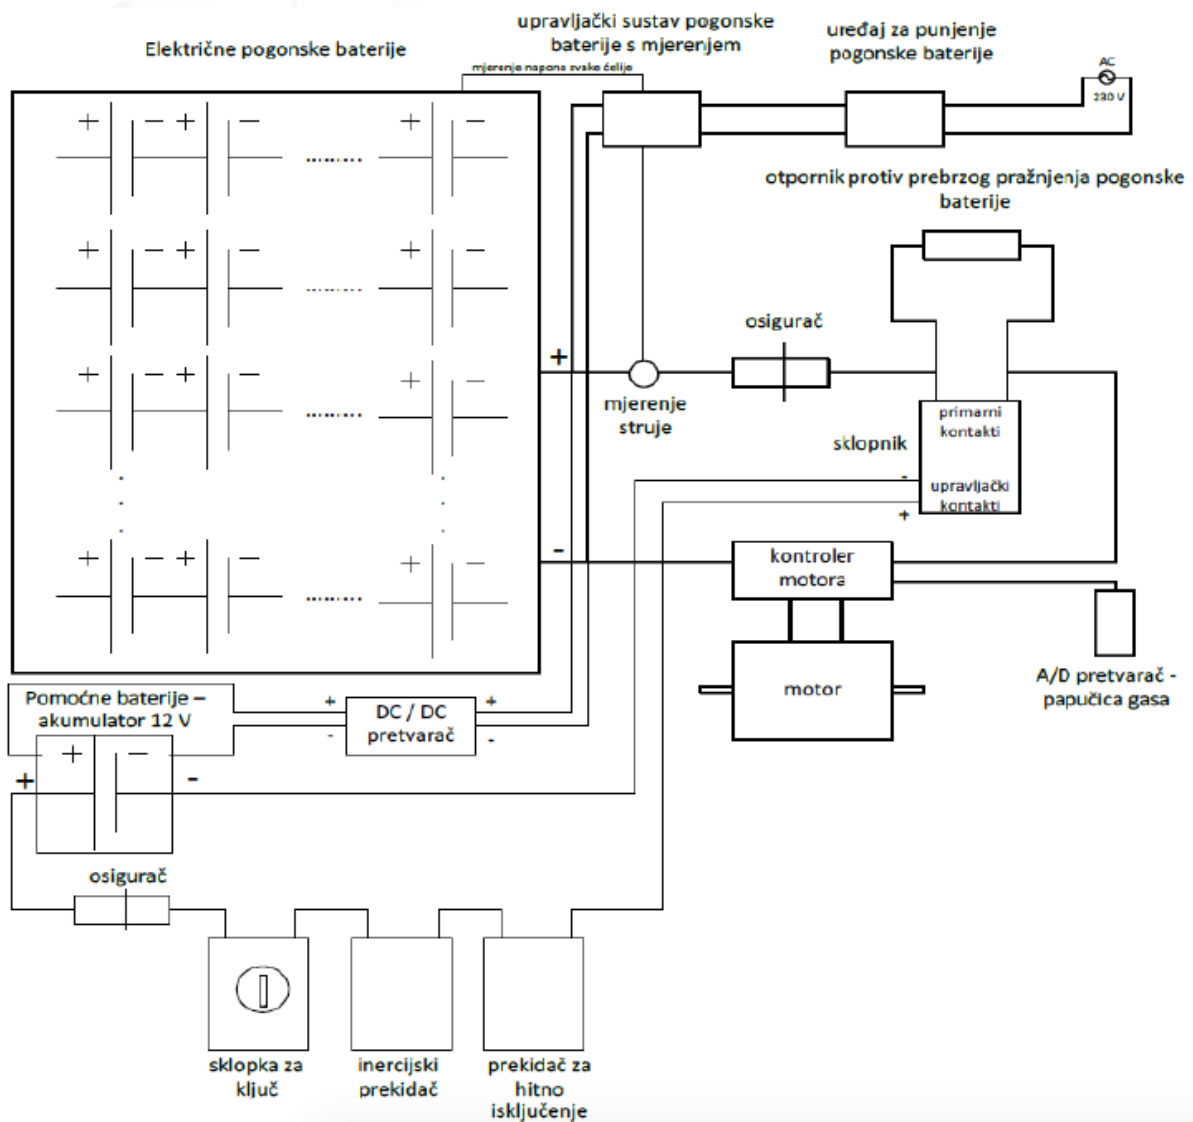 Električne pogonske baterije
upravljački sustav pogonske
baterije s mjerenjem
uređaj za punjenje
pogonske baterije
mjerenje napona svake ćelije
AC
230 V
+ − + − ......... + −
otpornik protiv prebrzog pražnjenja pogonske
baterije
+ − + − ......... + −
osigurač
+
+ − + − ......... + −
mjerenje
struje
primarni
kontakti
sklopnik
-
upravljački
kontakti
+
-
+ − + − ......... + −
kontroler
motora
motor
A/D pretvarač -
papučica gasa
Pomoćne baterije –
akumulator 12 V
+ DC / DC +
- pretvarač -
+ −
+ -
osigurač
sklopka za
ključ
inercijski
prekidač
prekidač za
hitno
isključenje